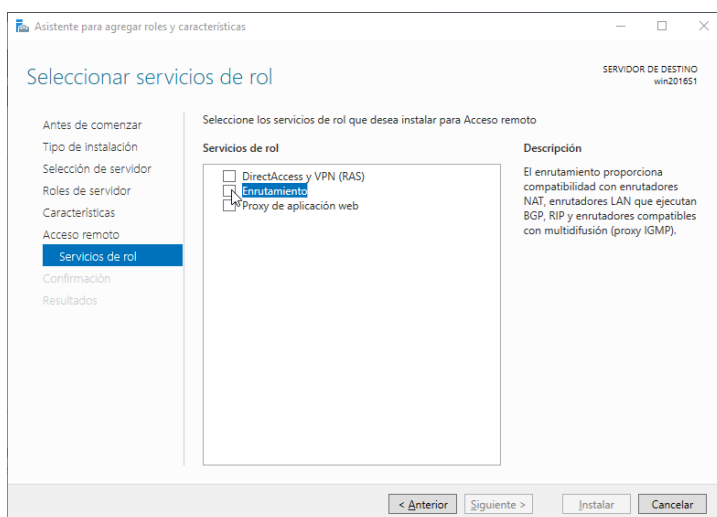 Asistente para agregar roles y características
Seleccionar servicios de rol
SERVIDOR DE DESTINO
win2016S1
Antes de comenzar
Tipo de instalación
Selección de servidor
Roles de servidor
Características
Acceso remoto
Servicios de rol
Confirmación
Resultados
Seleccione los servicios de rol que desea instalar para Acceso remoto
Servicios de rol
DirectAccess y VPN (RAS)
Enrutamiento
Proxy de aplicación web
Descripción
El enrutamiento proporciona
compatibilidad con enrutadores
NAT, enrutadores LAN que ejecutan
BGP, RIP y enrutadores compatibles
con multidifusión (proxy IGMP).
< Anterior
Siguiente >
Instalar
Cancelar